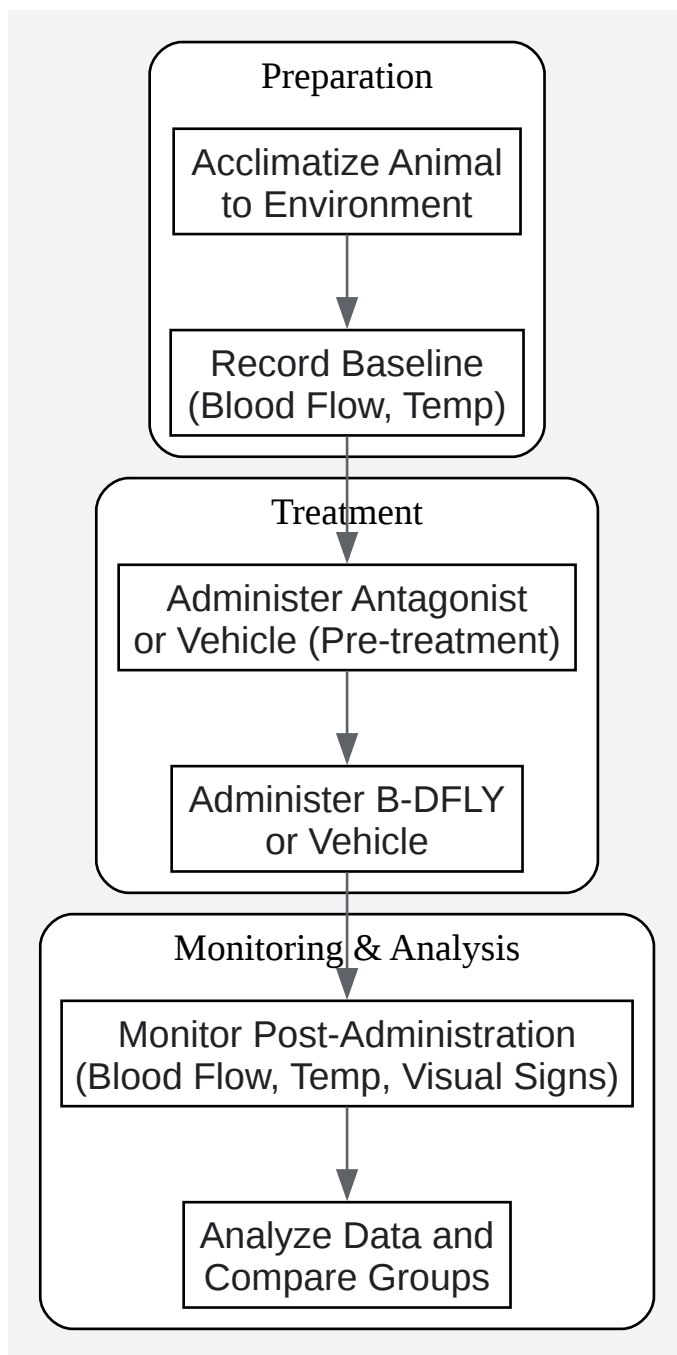 Preparation
Acclimatize Animal
to Environment
Record Baseline
(Blood Flow, Temp)
Treatment
Administer Antagonist
or Vehicle (Pre-treatment)
Administer B-DFLY
or Vehicle
Monitoring & Analysis
Monitor Post-Administration
(Blood Flow, Temp, Visual Signs)
Analyze Data and
Compare Groups